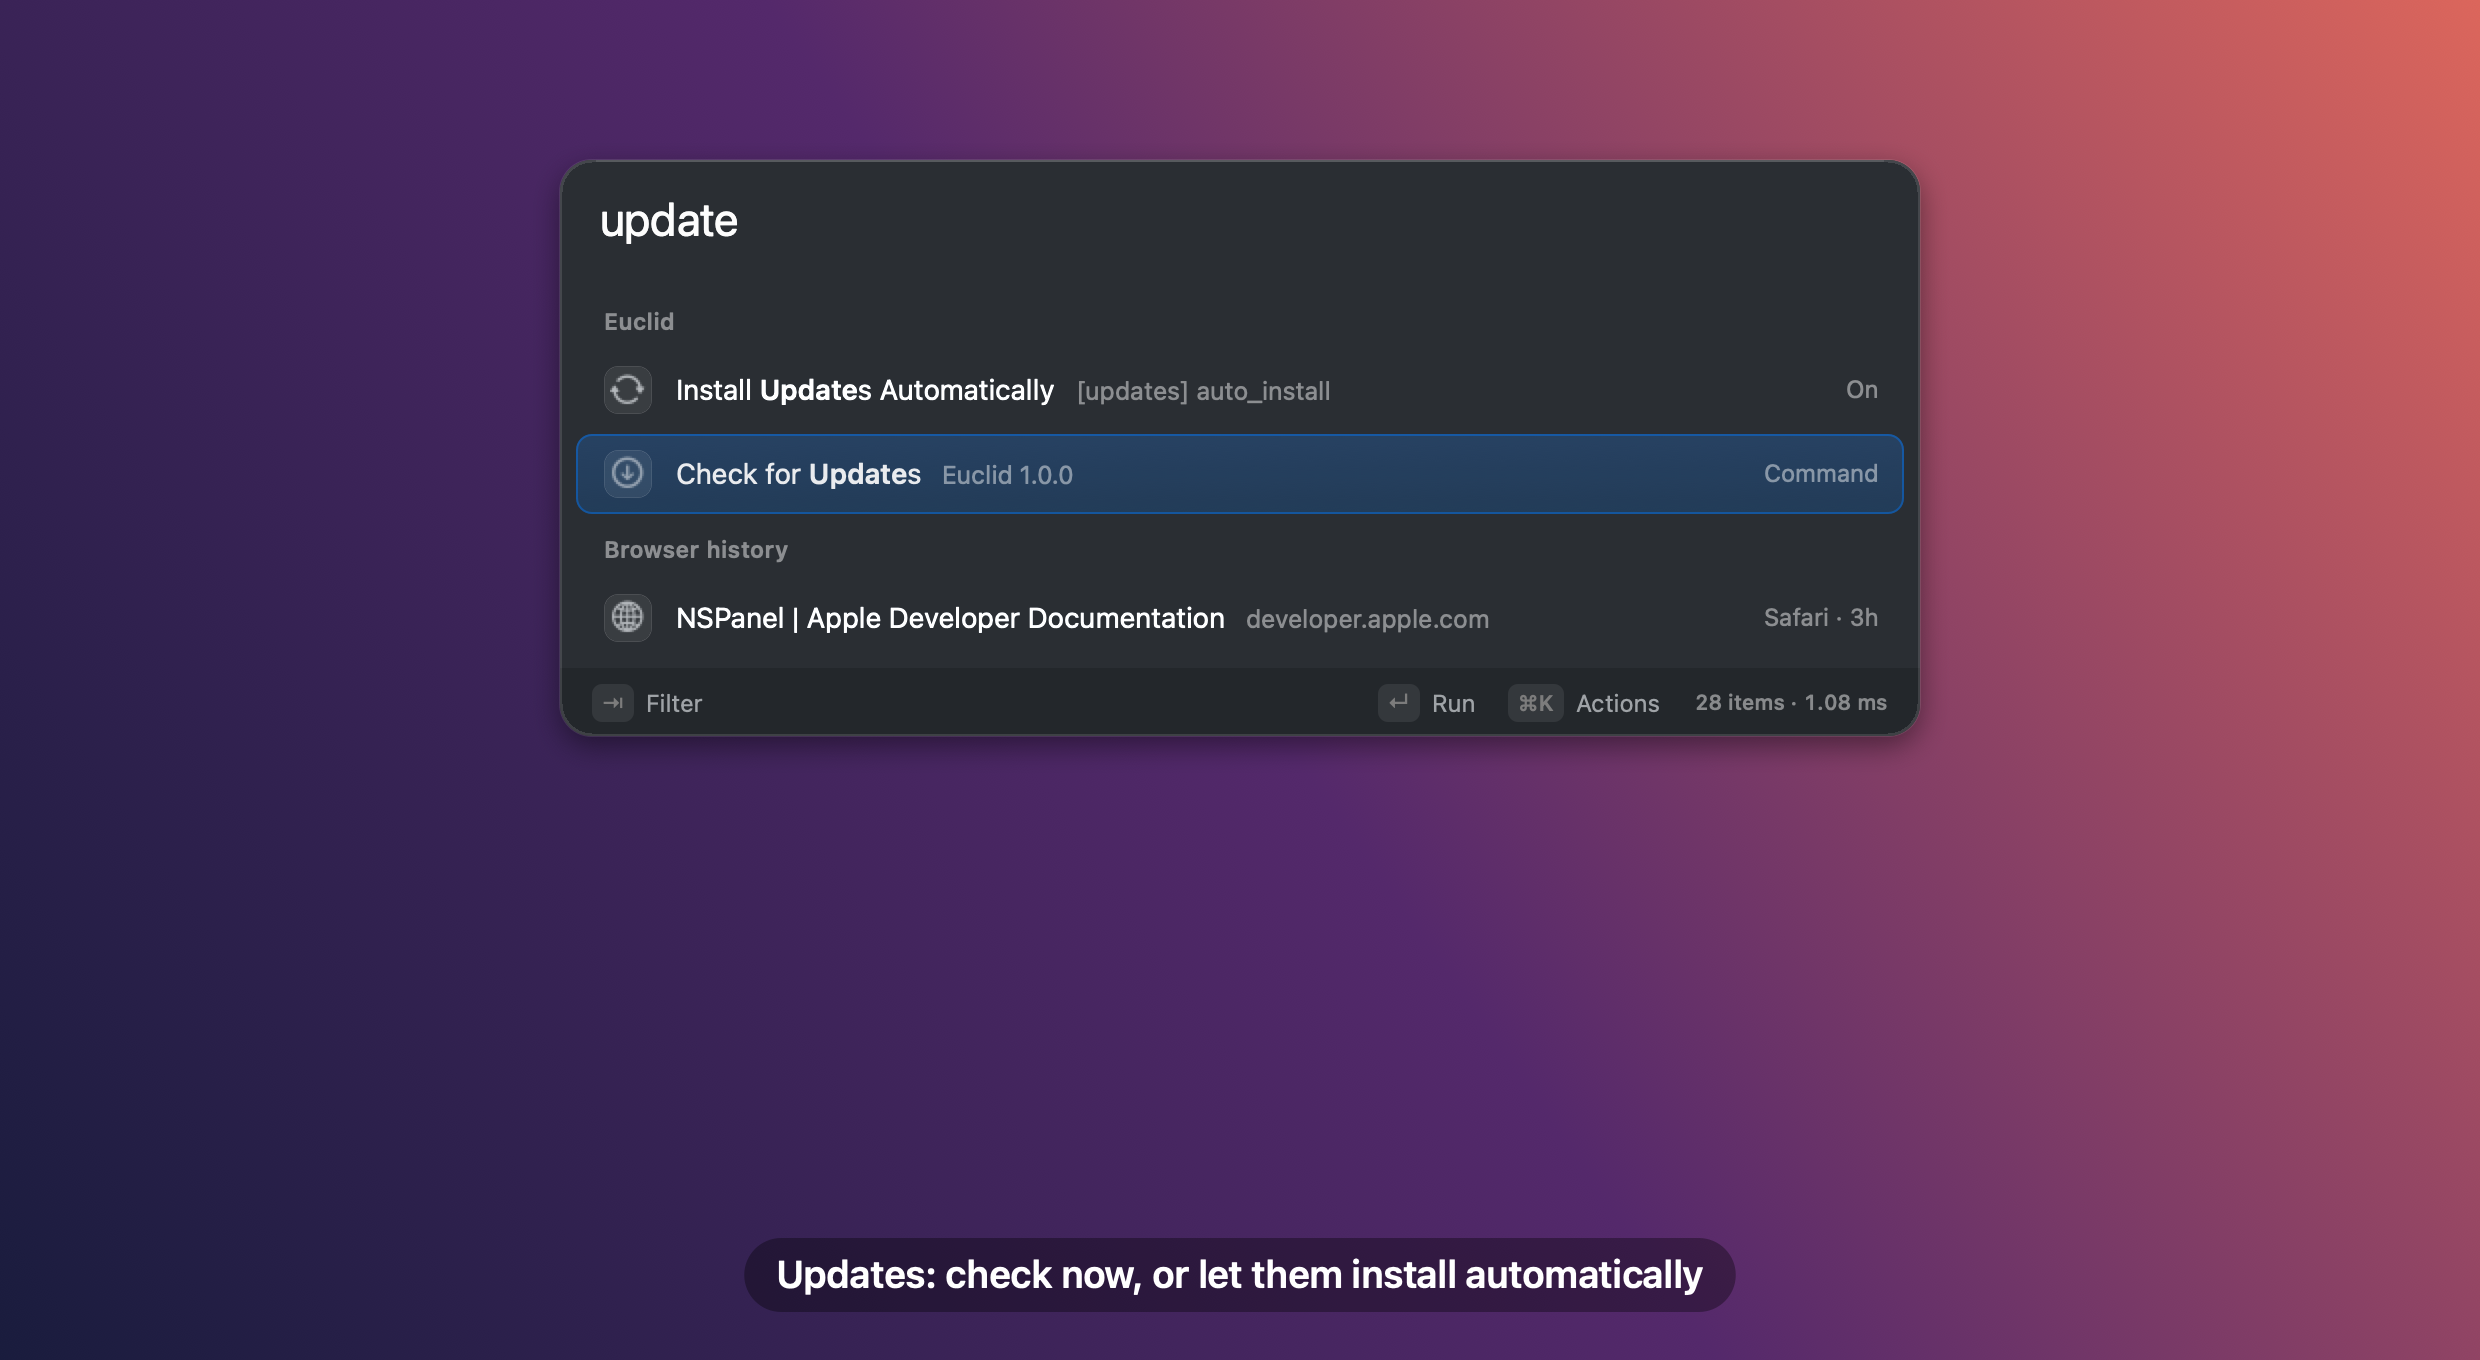 update
Euclid
Install Updates Automatically [updates] auto_install On
Check for Updates Euclid 1.0.0 Command
Browser history
NSPanel | Apple Developer Documentation developer.apple.com Safari · 3h
⇥ Filter ↵ Run ⌘K Actions 28 items · 1.08 ms
Updates: check now, or let them install automatically